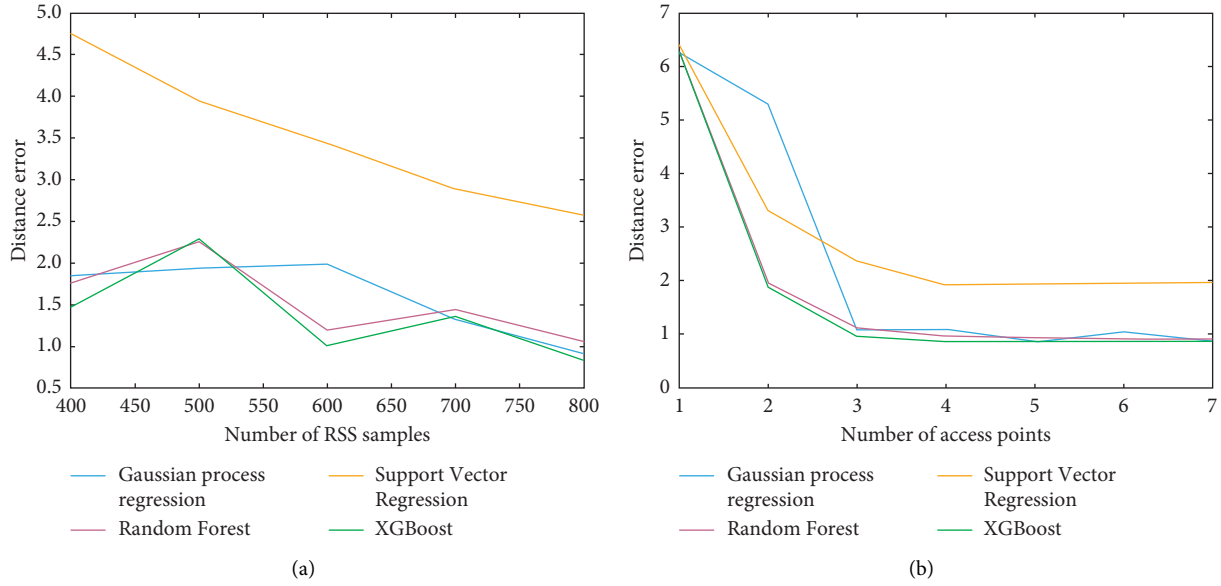 5.0
4.5
4.0
3.5
3.0
2.5
2.0
1.5
1.0
0.5
Distance error
400 450 500 550 600 650 700 750 800
Number of RSS samples
Gaussian process
regression
Random Forest
Support Vector
Regression
XGBoost
(a)
7
6
5
4
3
2
1
0
Distance error
1 2 3 4 5 6 7
Number of access points
Gaussian process
regression
Random Forest
Support Vector
Regression
XGBoost
(b)